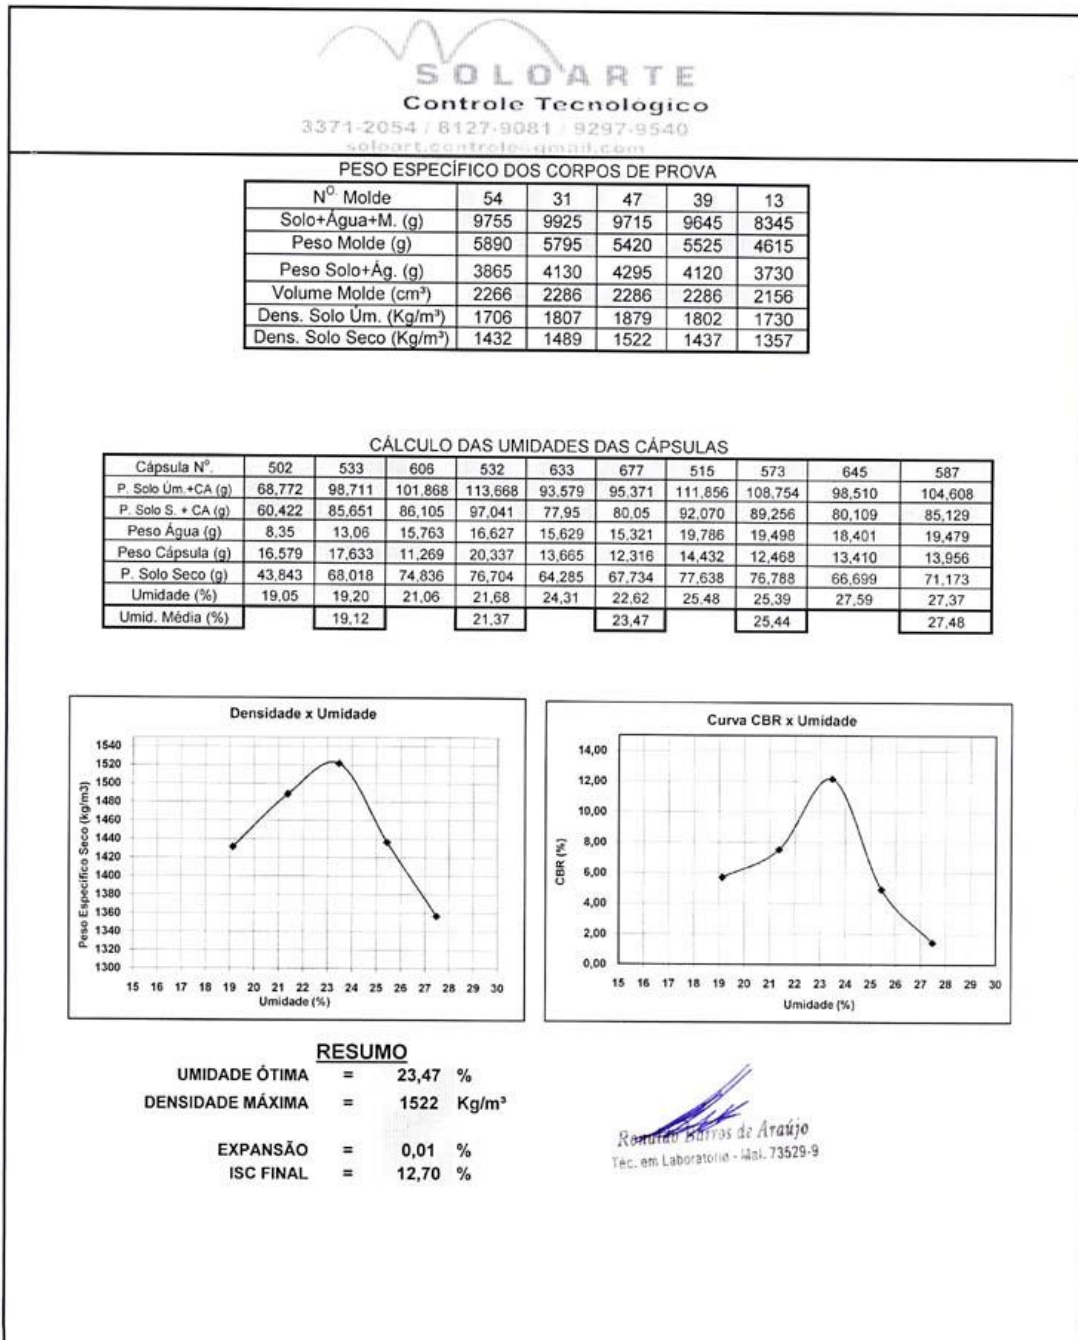 SOLOARTE
Controle Tecnológico
3371-2054 / 8127-9081 / 9297-9540
PESO ESPECÍFICO DOS CORPOS DE PROVA
Nº. Molde 54 31 47 39 13
Solo+Água+M. (g) 9755 9925 9715 9645 8345
Peso Molde (g) 5890 5795 5420 5525 4615
Peso Solo+Ág. (g) 3865 4130 4295 4120 3730
Volume Molde (cm³) 2266 2286 2286 2286 2156
Dens. Solo Úm. (Kg/m³) 1706 1807 1879 1802 1730
Dens. Solo Seco (Kg/m³) 1432 1489 1522 1437 1357
CÁLCULO DAS UMIDADES DAS CÁPSULAS
Cápsula Nº. 502 533 606 532 633 677 515 573 645 587
P. Solo Úm.+CA (g) 68,772 98,711 101,868 113,668 93,579 95,371 111,856 108,754 98,510 104,608
P. Solo S. + CA (g) 60,422 85,651 86,105 97,041 77,95 80,05 92,070 89,256 80,109 85,129
Peso Água (g) 8,35 13,06 15,763 16,627 15,629 15,321 19,786 19,498 18,401 19,479
Peso Cápsula (g) 16,579 17,633 11,269 20,337 13,665 12,316 14,432 12,468 13,410 13,956
P. Solo Seco (g) 43,843 68,018 74,836 76,704 64,285 67,734 77,638 76,788 66,699 71,173
Umidade (%) 19,05 19,20 21,06 21,68 24,31 22,62 25,48 25,39 27,59 27,37
Umid. Média (%) 19,12 21,37 23,47 25,44 27,48
Densidade x Umidade
Peso Especifico Seco (kg/m3)
1540
1520
1500
1480
1460
1440
1420
1400
1380
1360
1340
1320
1300
15 16 17 18 19 20 21 22 23 24 25 26 27 28 29 30
Umidade (%)
Curva CBR x Umidade
CBR (%)
14,00
12,00
10,00
8,00
6,00
4,00
2,00
0,00
15 16 17 18 19 20 21 22 23 24 25 26 27 28 29 30
Umidade (%)
RESUMO
UMIDADE ÓTIMA = 23,47 %
DENSIDADE MÁXIMA = 1522 Kg/m³
EXPANSÃO = 0,01 %
ISC FINAL = 12,70 %
Barros de Araújo
Téc. em Laboratório - Mat. 73529-9